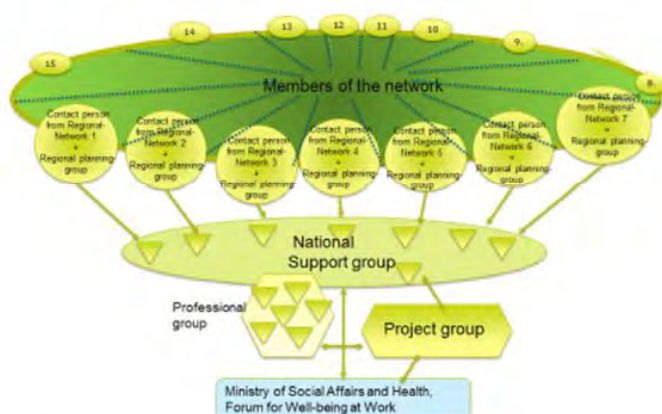 15
14
13
12
11
10
9.
8.
Members of the network
Contact person
from Regional-
Network 1
+
Regional planning-
group
Contact person
from Regional-
Network 2
+
Regional planning-
group
Contact person
from Regional-
Network 3
+
Regional planning-
group
Contact person
from Regional-
Network 4
+
Regional planning-
group
Contact person
from Regional-
Network 5
+
Regional planning-
group
Contact person
from Regional-
Network 6
+
Regional planning-
group
Contact person
from Regional-
Network 7
+
Regional planning-
group
National
Support group
Professional
group
Project group
Ministry of Social Affairs and Health,
Forum for Well-being at Work